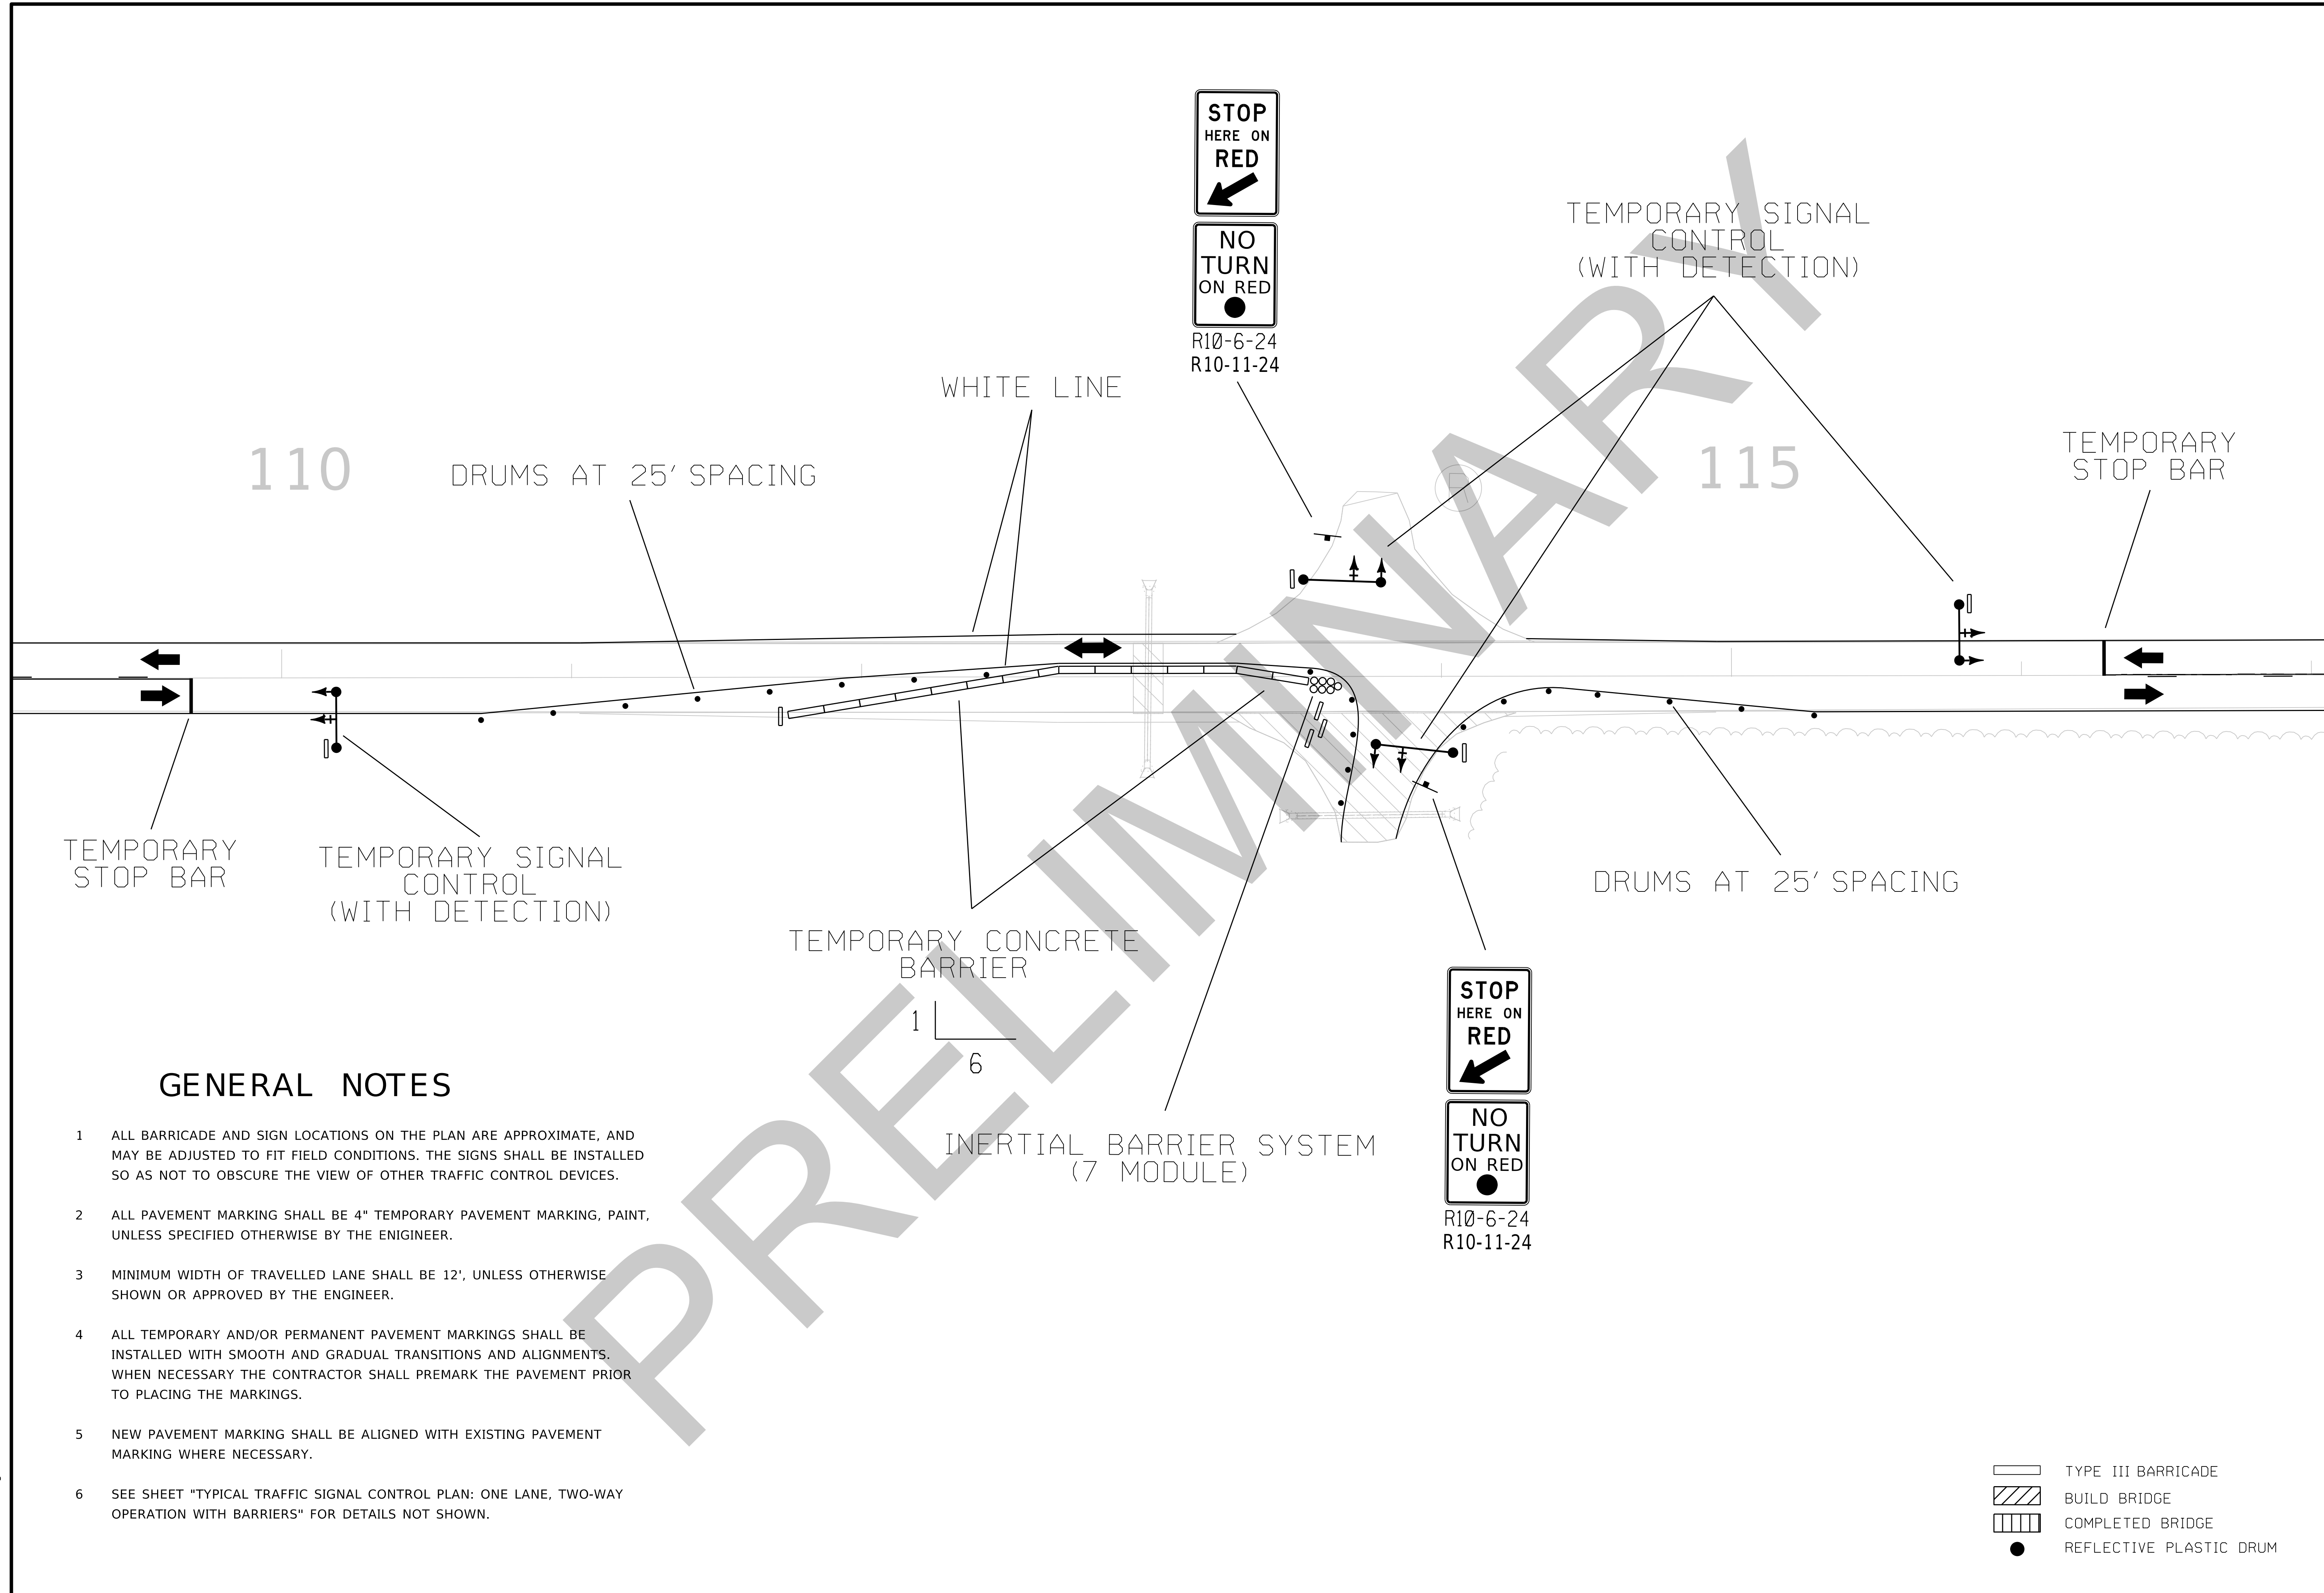 STOP
HERE ON
RED
NO
TURN
ON RED
R10-6-24
R10-11-24
TEMPORARY SIGNAL
CONTROL
(WITH DETECTION)
WHITE LINE
110
DRUMS AT 25' SPACING
115
TEMPORARY
STOP BAR
TEMPORARY
STOP BAR
TEMPORARY SIGNAL
CONTROL
(WITH DETECTION)
DRUMS AT 25' SPACING
TEMPORARY CONCRETE
BARRIER
1
6
STOP
HERE ON
RED
NO
TURN
ON RED
R10-6-24
R10-11-24
INERTIAL BARRIER SYSTEM
(7 MODULE)
PRELIMINARY
GENERAL NOTES
1 ALL BARRICADE AND SIGN LOCATIONS ON THE PLAN ARE APPROXIMATE, AND
MAY BE ADJUSTED TO FIT FIELD CONDITIONS. THE SIGNS SHALL BE INSTALLED
SO AS NOT TO OBSCURE THE VIEW OF OTHER TRAFFIC CONTROL DEVICES.
2 ALL PAVEMENT MARKING SHALL BE 4" TEMPORARY PAVEMENT MARKING, PAINT,
UNLESS SPECIFIED OTHERWISE BY THE ENIGINEER.
3 MINIMUM WIDTH OF TRAVELLED LANE SHALL BE 12', UNLESS OTHERWISE
SHOWN OR APPROVED BY THE ENGINEER.
4 ALL TEMPORARY AND/OR PERMANENT PAVEMENT MARKINGS SHALL BE
INSTALLED WITH SMOOTH AND GRADUAL TRANSITIONS AND ALIGNMENTS.
WHEN NECESSARY THE CONTRACTOR SHALL PREMARK THE PAVEMENT PRIOR
TO PLACING THE MARKINGS.
5 NEW PAVEMENT MARKING SHALL BE ALIGNED WITH EXISTING PAVEMENT
MARKING WHERE NECESSARY.
6 SEE SHEET "TYPICAL TRAFFIC SIGNAL CONTROL PLAN: ONE LANE, TWO-WAY
OPERATION WITH BARRIERS" FOR DETAILS NOT SHOWN.
TYPE III BARRICADE
BUILD BRIDGE
COMPLETED BRIDGE
REFLECTIVE PLASTIC DRUM